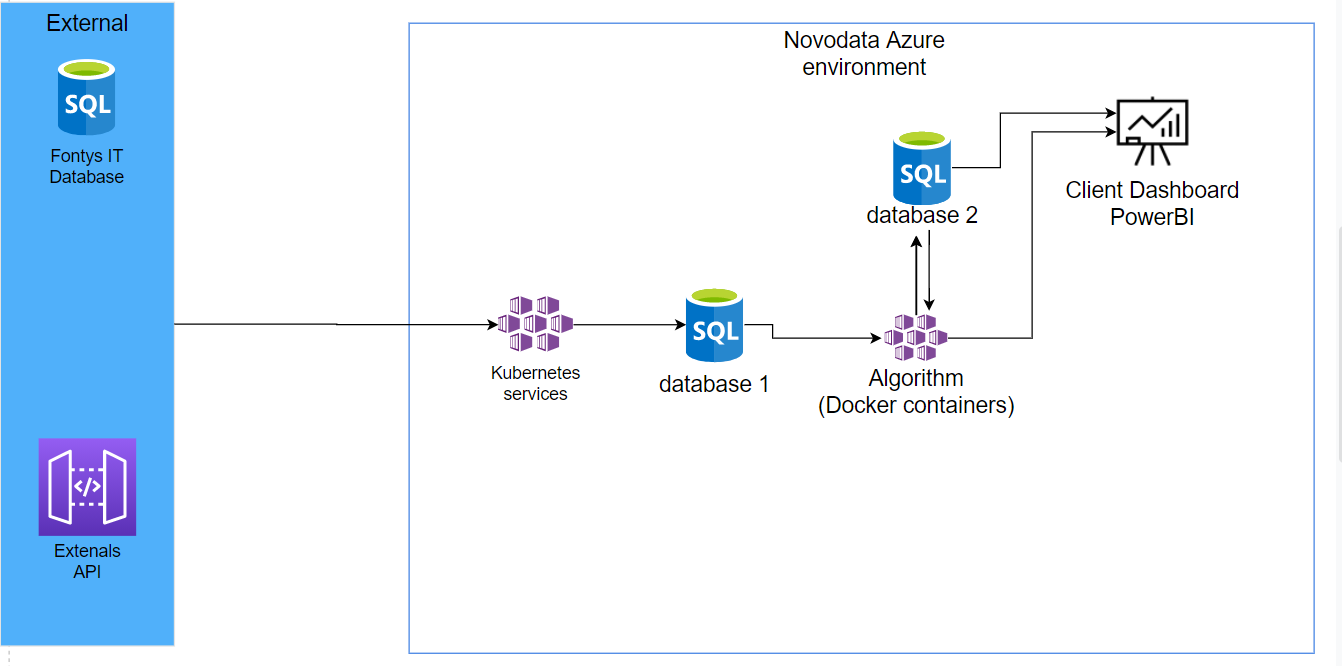 External
SQL
Fontys IT
Database
</>
Extenals
API
Novodata Azure
environment
Kubernetes
services
SQL
database 1
SQL
database 2
Algorithm
(Docker containers)
Client Dashboard
PowerBI